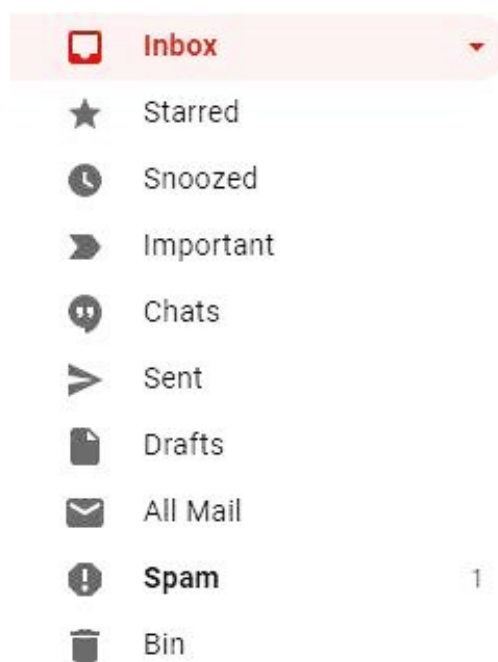 Inbox
Starred
Snoozed
Important
Chats
Sent
Drafts
All Mail
Spam 1
Bin